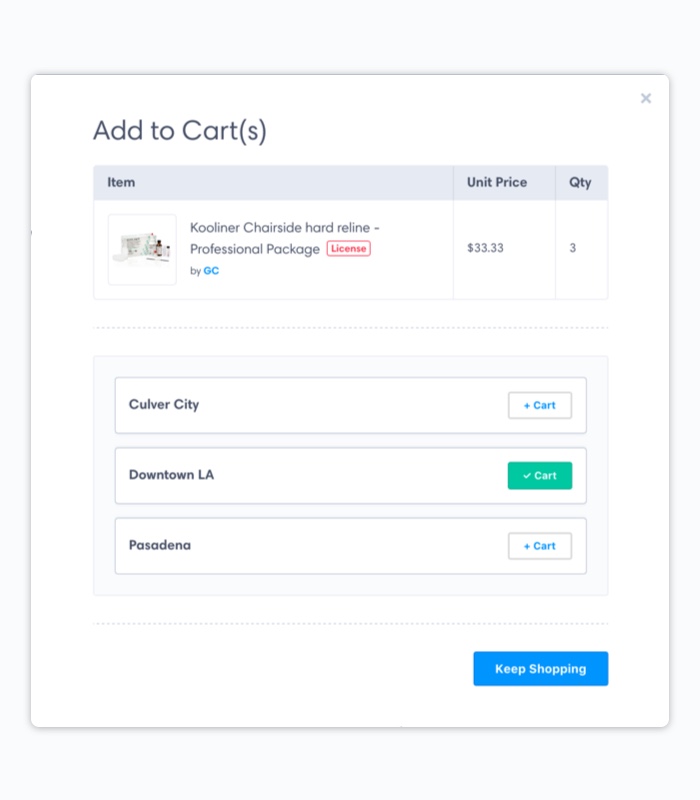 ×
Add to Cart(s)
Item Unit Price Qty
Kooliner Chairside hard reline -
Professional Package License
by GC
$33.33 3
Culver City + Cart
Downtown LA ✓ Cart
Pasadena + Cart
Keep Shopping